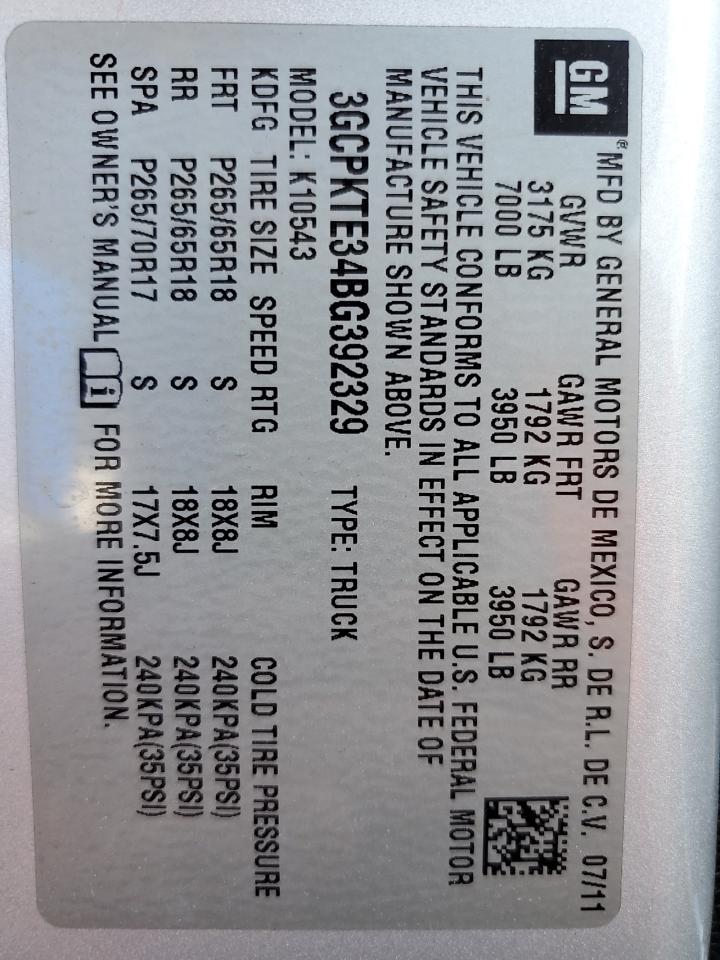 GM
®
MFD BY GENERAL MOTORS DE MEXICO, S. DE R.L. DE C.V. 07/11
GVWR GAWR FRT GAWR RR
3175 KG 1792 KG 1792 KG
7000 LB 3950 LB 3950 LB
THIS VEHICLE CONFORMS TO ALL APPLICABLE U.S. FEDERAL MOTOR
VEHICLE SAFETY STANDARDS IN EFFECT ON THE DATE OF
MANUFACTURE SHOWN ABOVE.
3GCPKTE34BG392329 TYPE: TRUCK
MODEL: K10543
KDFG TIRE SIZE SPEED RTG RIM COLD TIRE PRESSURE
FRT P265/65R18 S 18X8J 240KPA(35PSI)
RR P265/65R18 S 18X8J 240KPA(35PSI)
SPA P265/70R17 S 17X7.5J 240KPA(35PSI)
SEE OWNER'S MANUAL i FOR MORE INFORMATION.